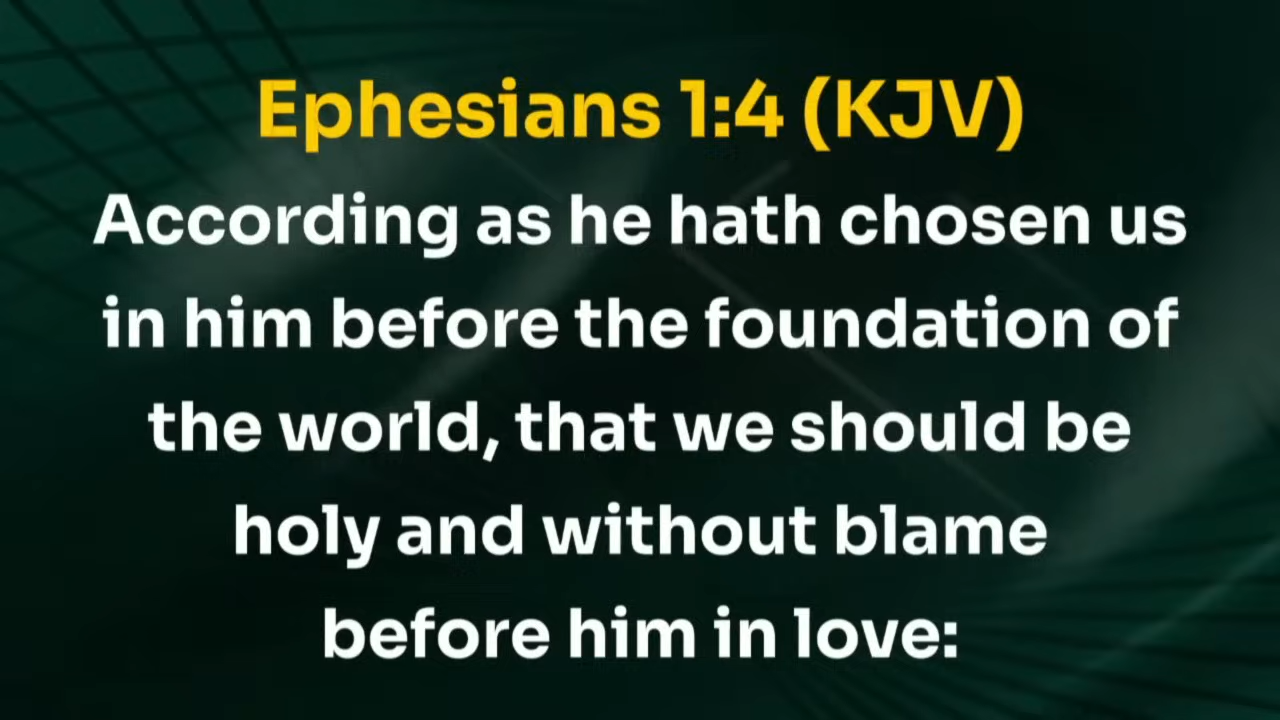 Ephesians 1:4 (KJV)
According as he hath chosen us
in him before the foundation of
the world, that we should be
holy and without blame
before him in love: